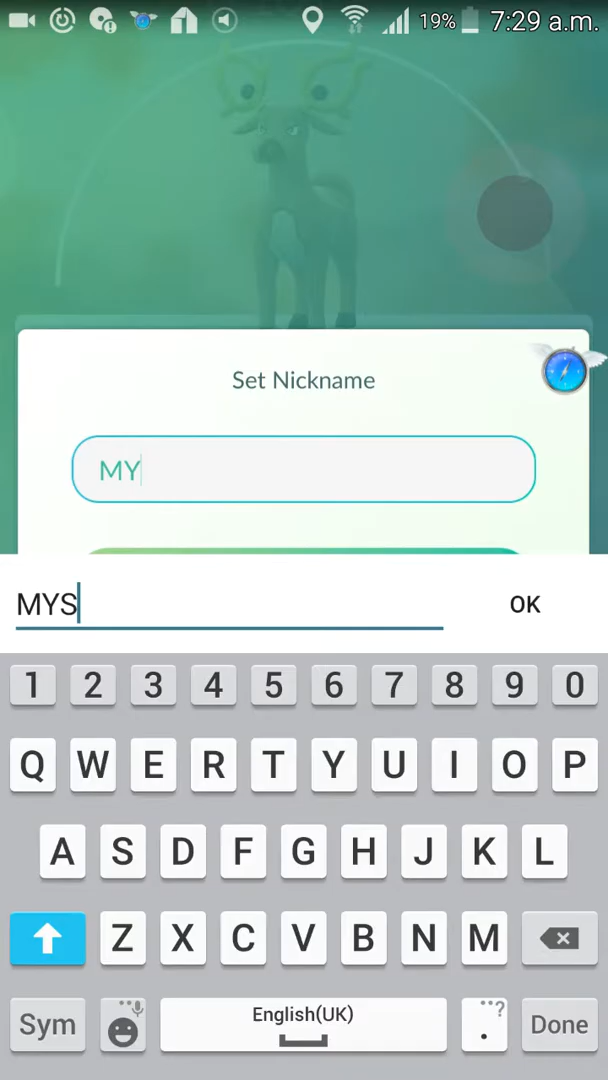 19% 7:29 a.m.
Set Nickname
MY
MYS OK
1 2 3 4 5 6 7 8 9 0
Q W E R T Y U I O P
A S D F G H J K L
Z X C V B N M
Sym English(UK) . ? Done